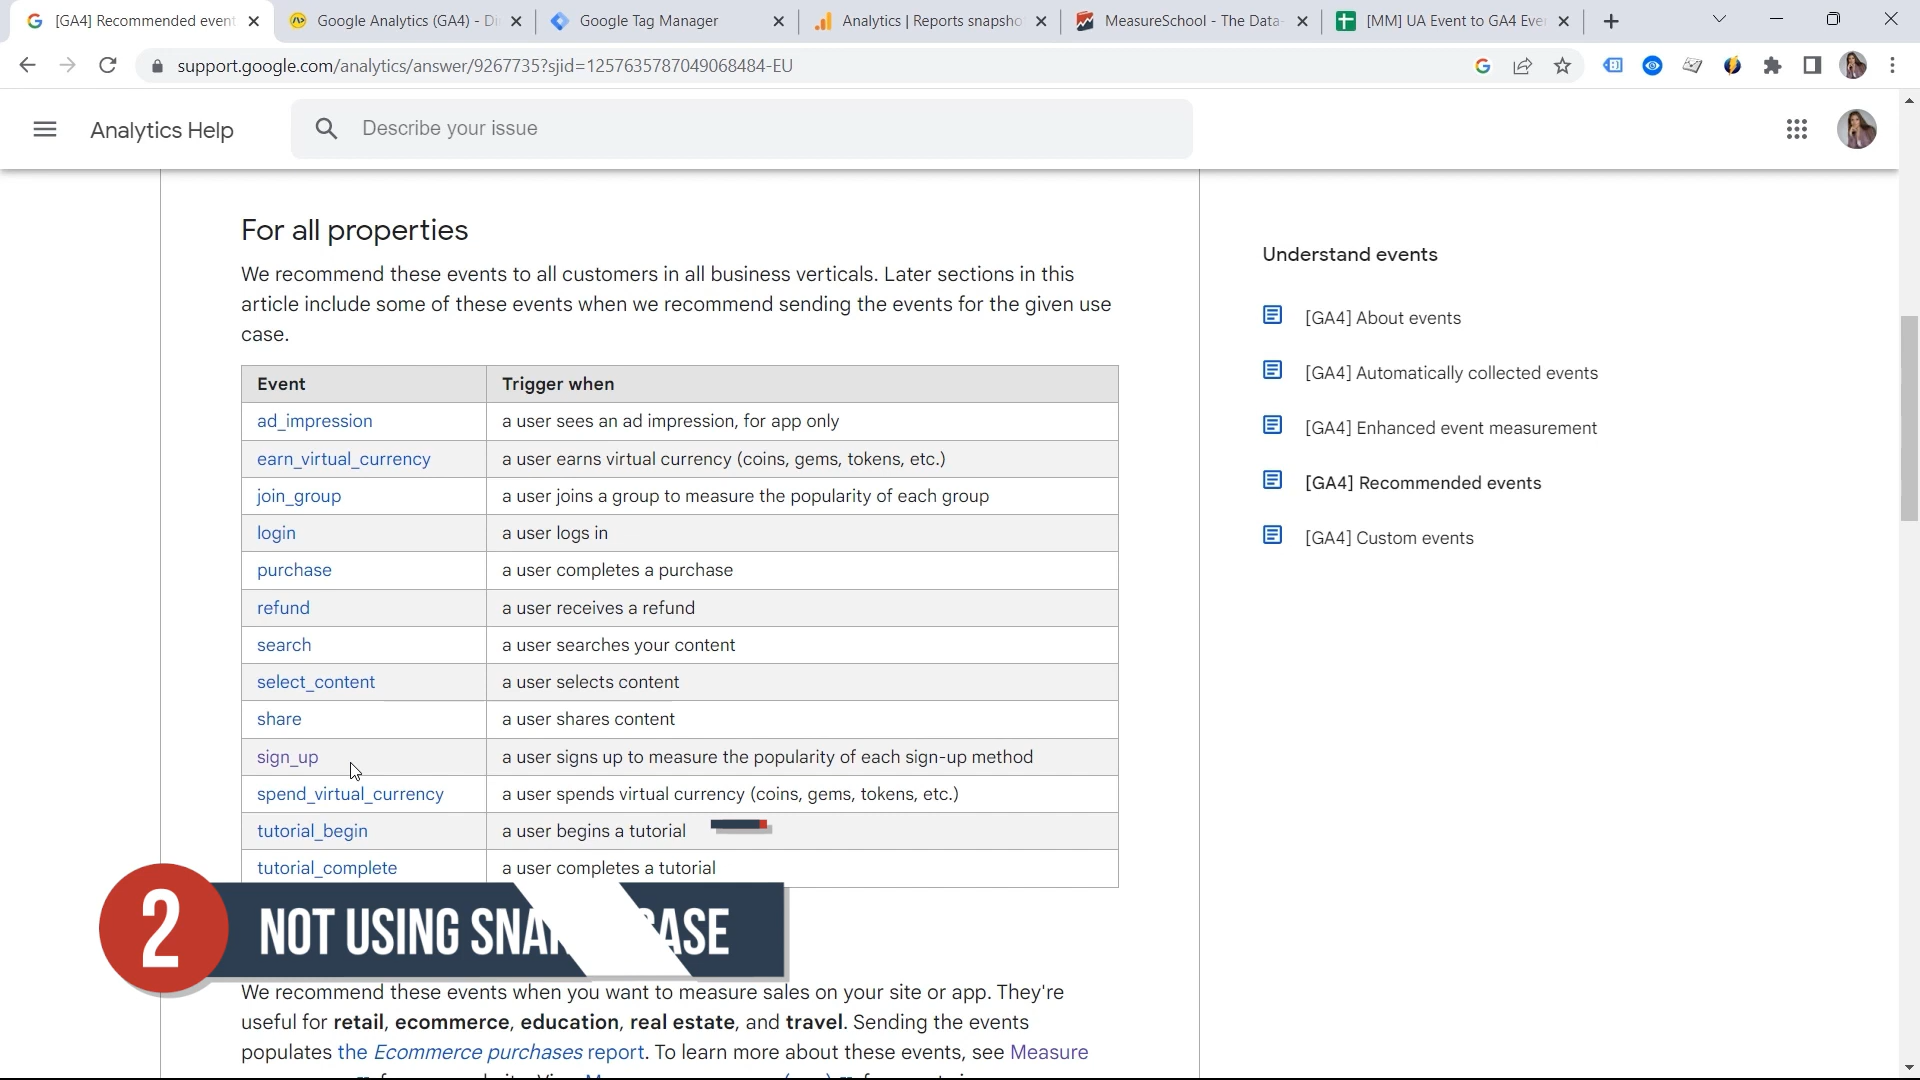 [GA4] Recommended event
Google Analytics (GA4) - Di
Google Tag Manager
Analytics | Reports snapsho
MeasureSchool - The Data-
[MM] UA Event to GA4 Eve
support.google.com/analytics/answer/9267735?sjid=1257635787049068484-EU
Analytics Help
Describe your issue
For all properties
We recommend these events to all customers in all business verticals. Later sections in this
article include some of these events when we recommend sending the events for the given use
case.
Event Trigger when
ad_impression a user sees an ad impression, for app only
earn_virtual_currency a user earns virtual currency (coins, gems, tokens, etc.)
join_group a user joins a group to measure the popularity of each group
login a user logs in
purchase a user completes a purchase
refund a user receives a refund
search a user searches your content
select_content a user selects content
share a user shares content
sign_up a user signs up to measure the popularity of each sign-up method
spend_virtual_currency a user spends virtual currency (coins, gems, tokens, etc.)
tutorial_begin a user begins a tutorial
tutorial_complete a user completes a tutorial
2 NOT USING
We recommend these events when you want to measure sales on your site or app. They're
useful for retail, ecommerce, education, real estate, and travel. Sending the events
populates the Ecommerce purchases report. To learn more about these events, see Measure
Understand events
[GA4] About events
[GA4] Automatically collected events
[GA4] Enhanced event measurement
[GA4] Recommended events
[GA4] Custom events